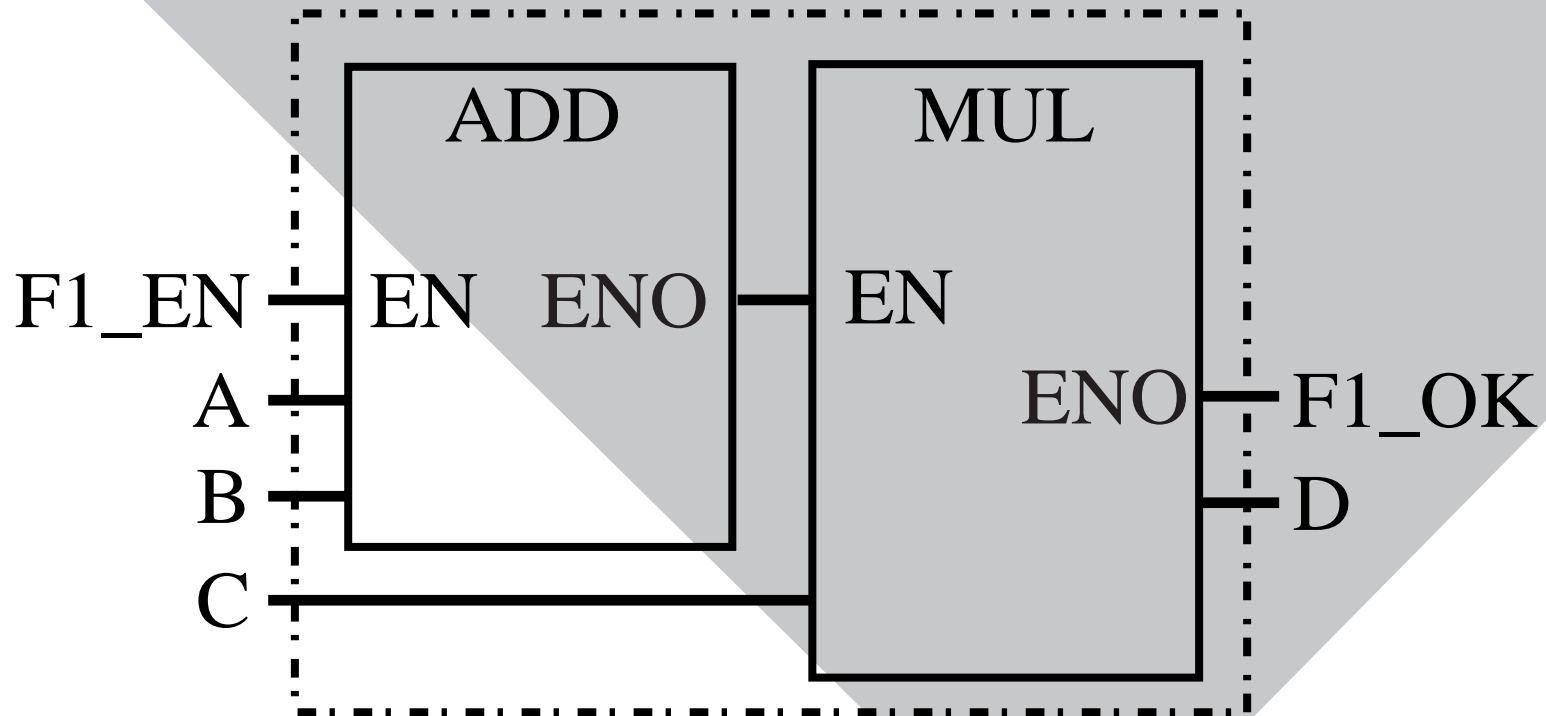 ADD MUL
F1_EN EN ENO EN
A ENO F1_OK
B D
C